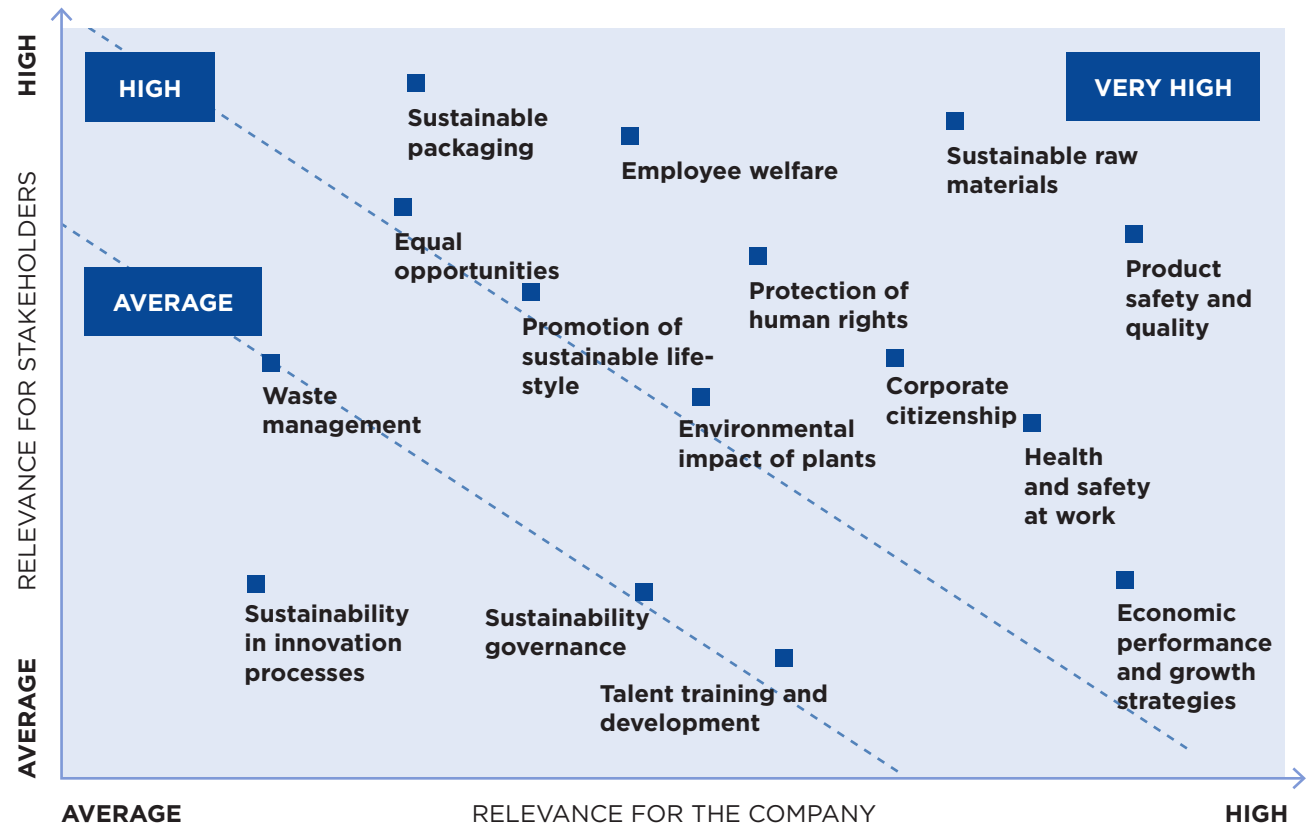 HIGH
RELEVANCE FOR STAKEHOLDERS
AVERAGE
HIGH
VERY HIGH
AVERAGE
Sustainable
packaging
Employee welfare
Sustainable raw
materials
Equal
opportunities
Product
safety and
quality
Protection of
human rights
Promotion of
sustainable life-
style
Waste
management
Corporate
citizenship
Environmental
impact of plants
Health
and safety
at work
Sustainability
in innovation
processes
Sustainability
governance
Economic
performance
and growth
strategies
Talent training and
development
AVERAGE
RELEVANCE FOR THE COMPANY
HIGH